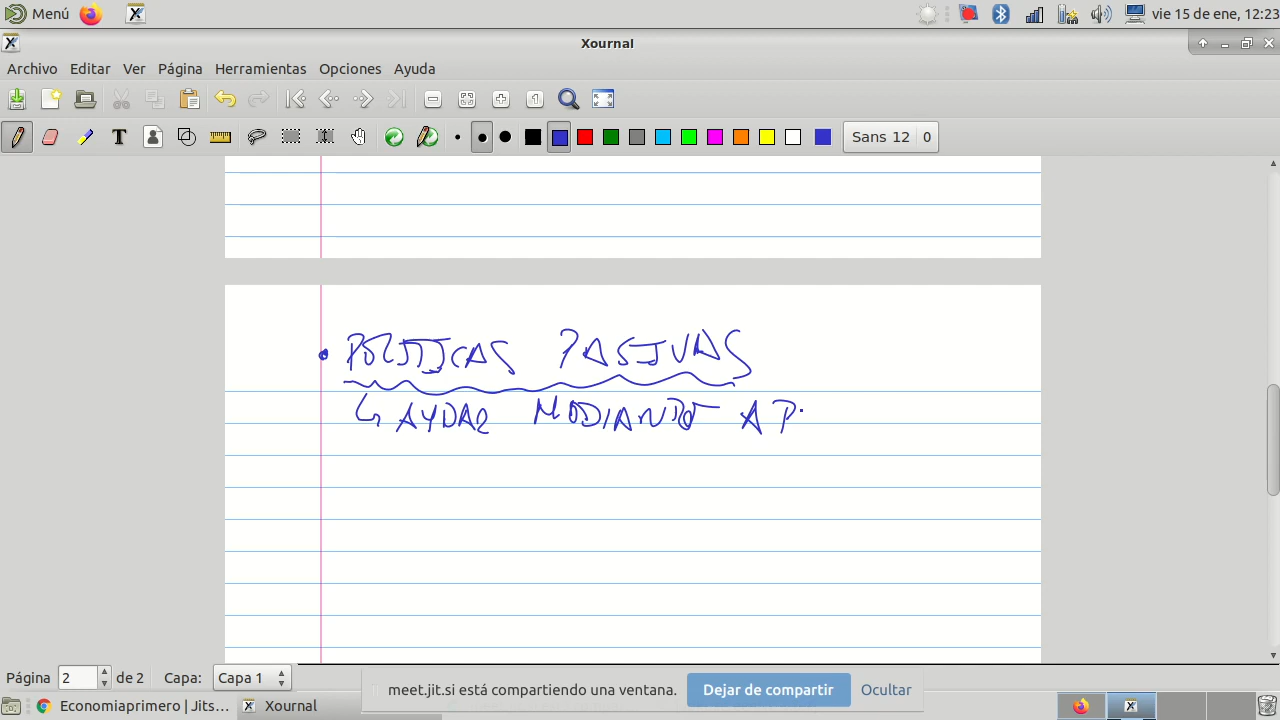 Menú vie 15 de ene, 12:23
Xournal
Archivo Editar Ver Página Herramientas Opciones Ayuda
Sans 12 0
• POLITICAS PASIVAS
↳ AYDAR A P
Página 2 de 2 Capa: Capa 1
meet.jit.si está compartiendo una ventana. Dejar de compartir Ocultar
Economiaprimero | Jits... Xournal